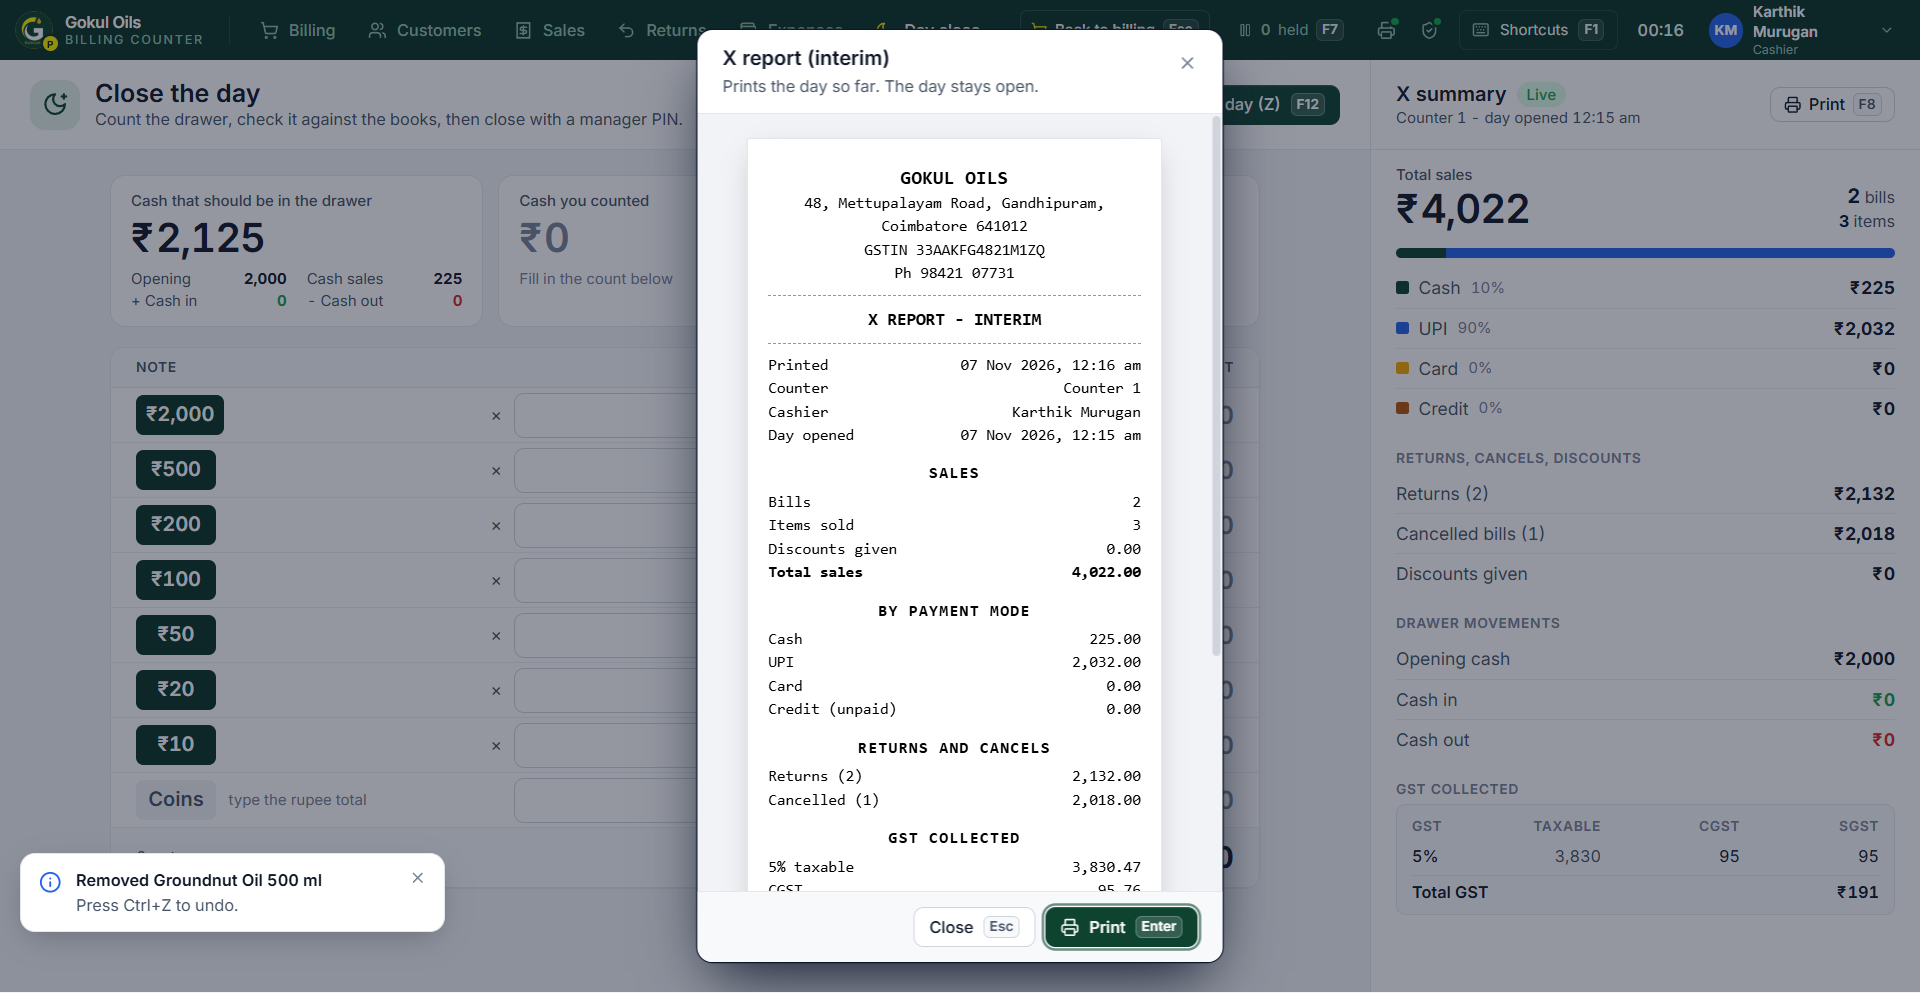 Gokul Oils
BILLING COUNTER
P
Billing
Customers
Sales
Returns
Expenses
Day close
Back to billing Esc
0 held F7
Shortcuts F1
00:16
KM
Karthik
Murugan
Cashier
Close the day
Count the drawer, check it against the books, then close with a manager PIN.
day (Z) F12
Cash that should be in the drawer
₹2,125
Opening 2,000 Cash sales 225
+ Cash in 0 - Cash out 0
Cash you counted
₹0
Fill in the count below
NOTE
T
₹2,000 ×
₹500 ×
₹200 ×
₹100 ×
₹50 ×
₹20 ×
₹10 ×
Coins type the rupee total
Removed Groundnut Oil 500 ml
Press Ctrl+Z to undo.
X report (interim)
Prints the day so far. The day stays open.
GOKUL OILS
48, Mettupalayam Road, Gandhipuram,
Coimbatore 641012
GSTIN 33AAKFG4821M1ZQ
Ph 98421 07731
X REPORT - INTERIM
Printed 07 Nov 2026, 12:16 am
Counter Counter 1
Cashier Karthik Murugan
Day opened 07 Nov 2026, 12:15 am
SALES
Bills 2
Items sold 3
Discounts given 0.00
Total sales 4,022.00
BY PAYMENT MODE
Cash 225.00
UPI 2,032.00
Card 0.00
Credit (unpaid) 0.00
RETURNS AND CANCELS
Returns (2) 2,132.00
Cancelled (1) 2,018.00
GST COLLECTED
5% taxable 3,830.47
CGST 95.76
Close Esc
Print Enter
X summary Live
Counter 1 - day opened 12:15 am
Print F8
Total sales
₹4,022
2 bills
3 items
Cash 10% ₹225
UPI 90% ₹2,032
Card 0% ₹0
Credit 0% ₹0
RETURNS, CANCELS, DISCOUNTS
Returns (2) ₹2,132
Cancelled bills (1) ₹2,018
Discounts given ₹0
DRAWER MOVEMENTS
Opening cash ₹2,000
Cash in ₹0
Cash out ₹0
GST COLLECTED
GST TAXABLE CGST SGST
5% 3,830 95 95
Total GST ₹191